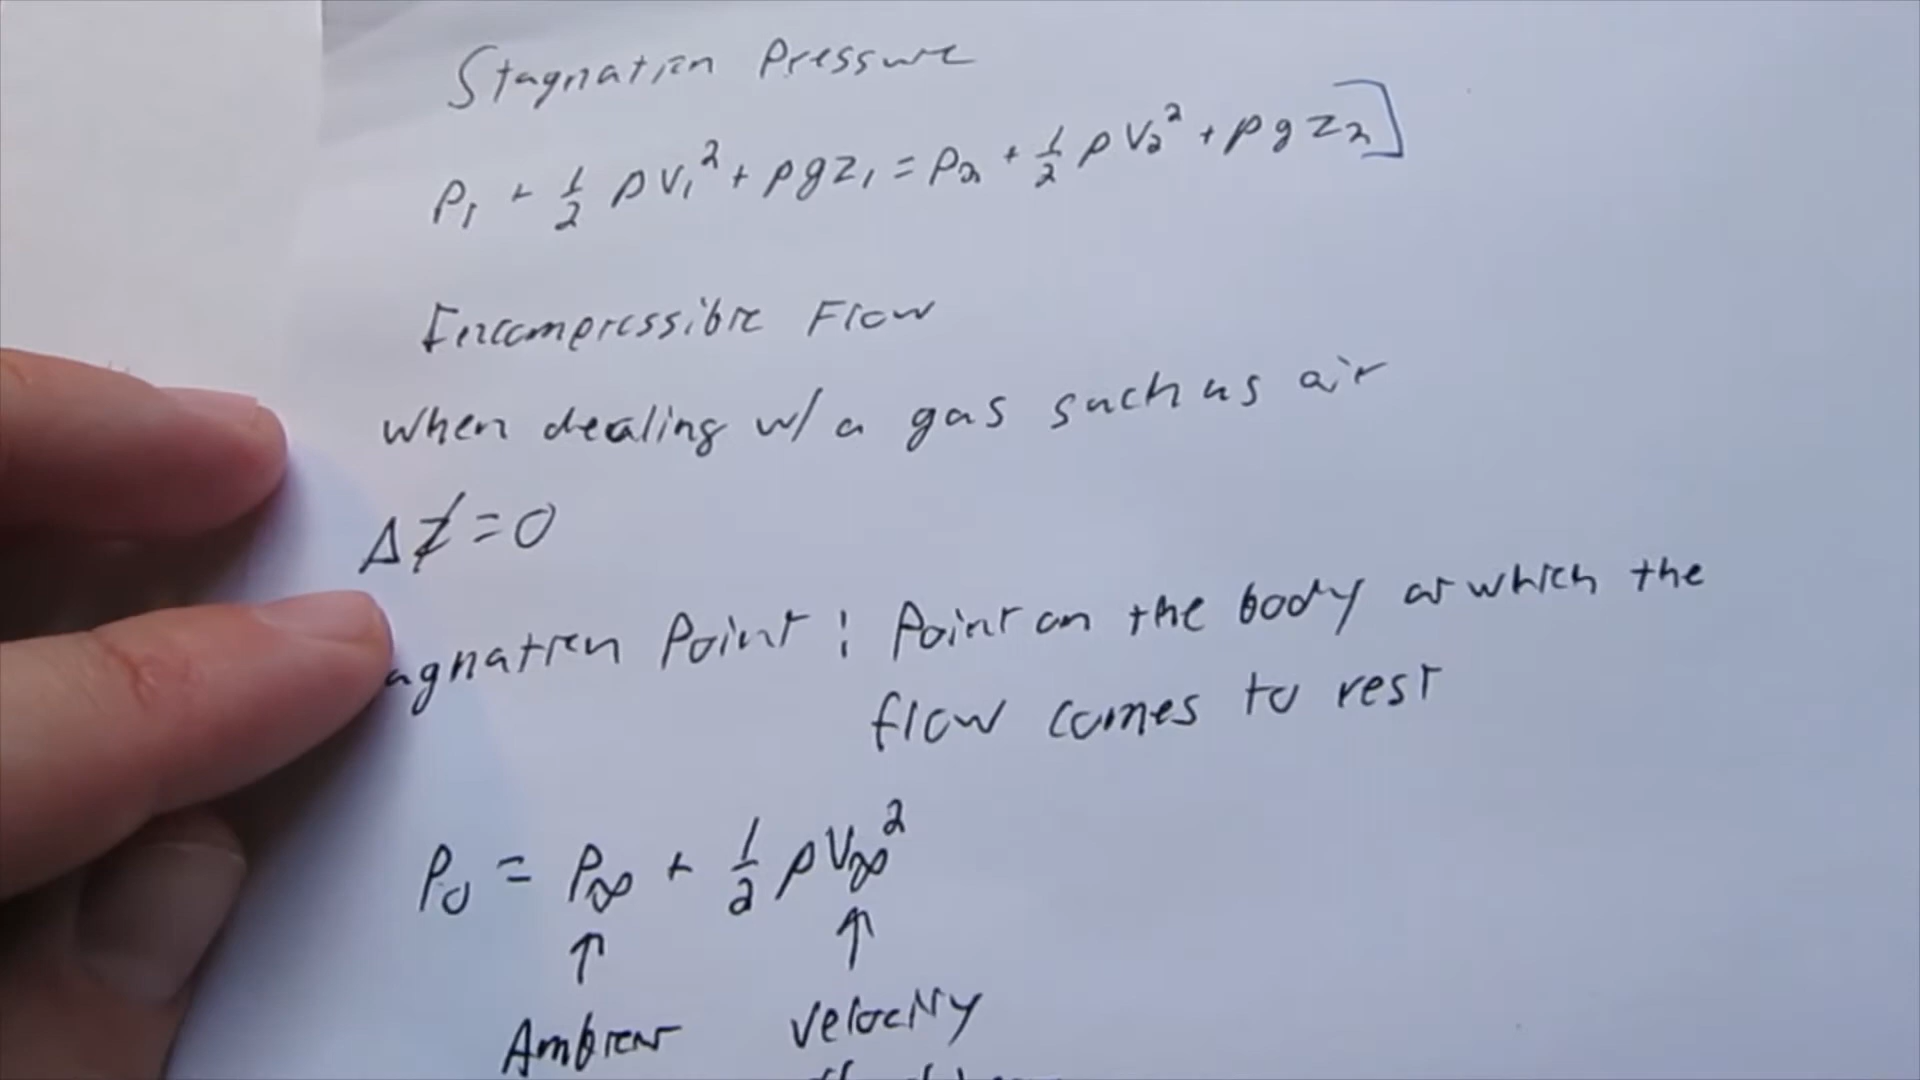 Stagnation Pressure
P₁ + 1/2 ρV₁² + ρgz₁ = P₂ + 1/2 ρV₂² + ρgz₂]
Incompressible Flow
when dealing w/ a gas such as air
ΔZ = 0
agnation Point : Point on the body at which the
flow comes to rest
P₀ = P∞ + 1/2 ρV∞²
↑ ↑
Ambient velocity